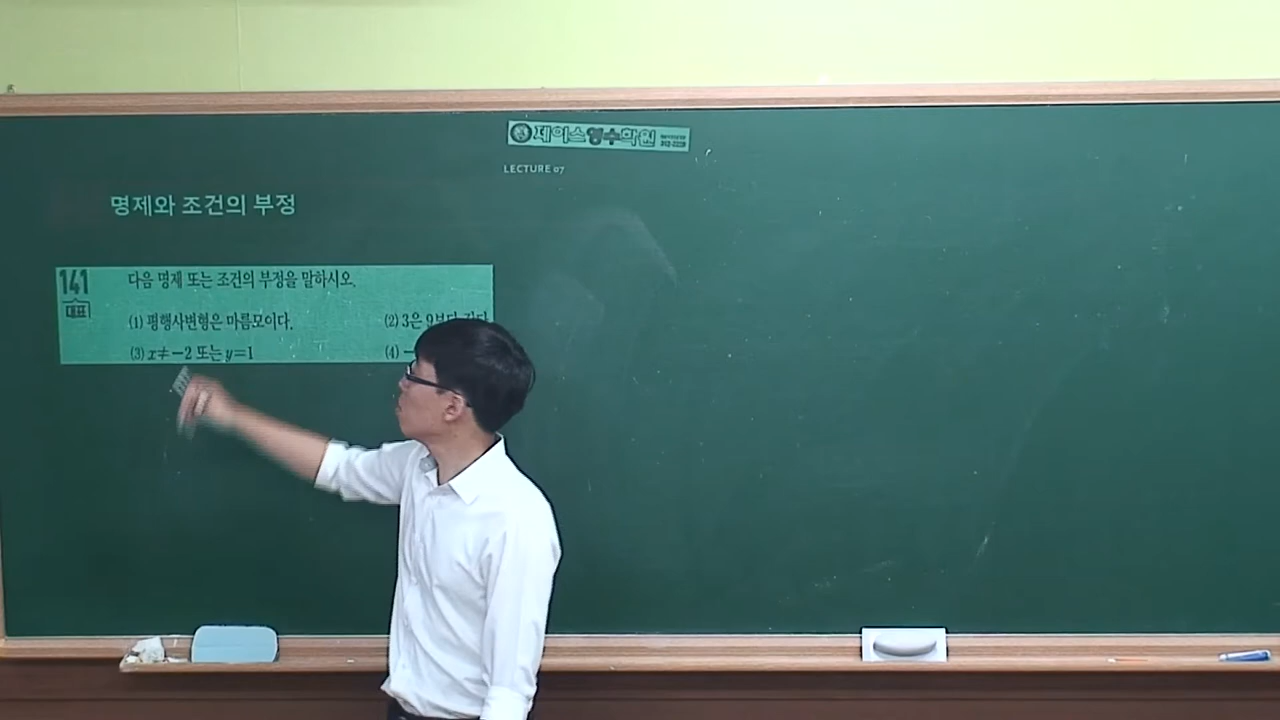 제이스영수학원
LECTURE 07
명제와 조건의 부정
141 다음 명제 또는 조건의 부정을 말하시오.
대표
(1) 평행사변형은 마름모이다. (2) 3은 9보다
(3) x≠−2 또는 y=1 (4) −